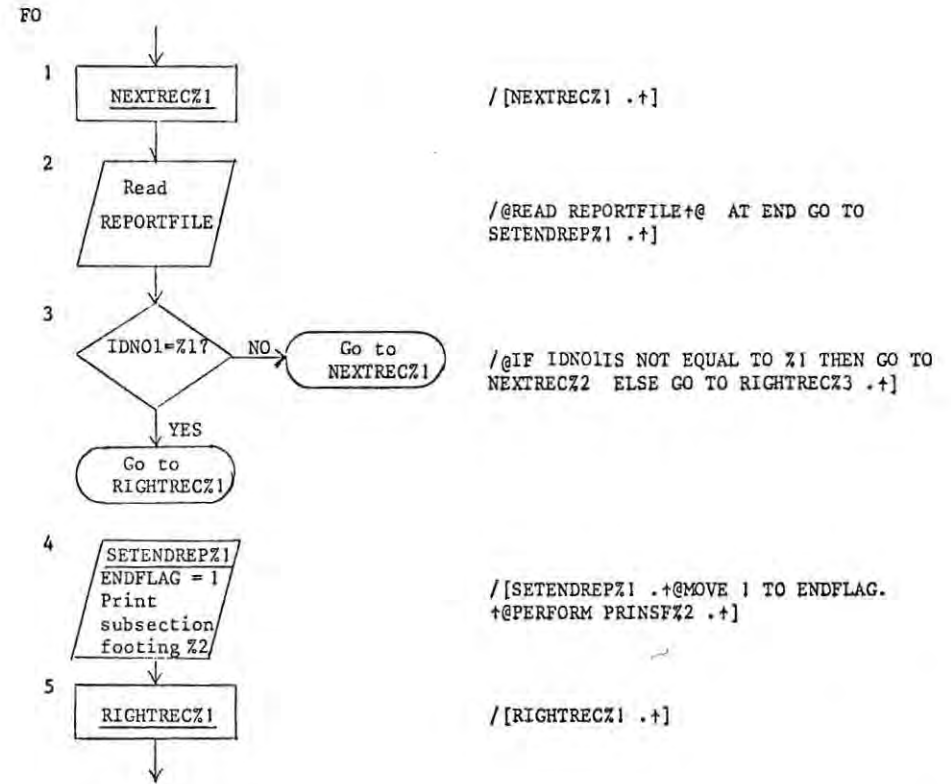 FO
1
NEXTREC%1
/[NEXTREC%1 .↑]
2
Read
REPORTFILE
/@READ REPORTFILE↑@ AT END GO TO
SETENDREP%1 .↑]
3
IDNO1=%1?
NO
Go to
NEXTREC%1
/@IF IDNO1IS NOT EQUAL TO %1 THEN GO TO
NEXTREC%2 ELSE GO TO RIGHTREC%3 .↑]
YES
Go to
RIGHTREC%1
4
SETENDREP%1
ENDFLAG = 1
Print
subsection
footing %2
/[SETENDREP%1 .↑@MOVE 1 TO ENDFLAG.
↑@PERFORM PRINSF%2 .↑]
5
RIGHTREC%1
/[RIGHTREC%1 .↑]